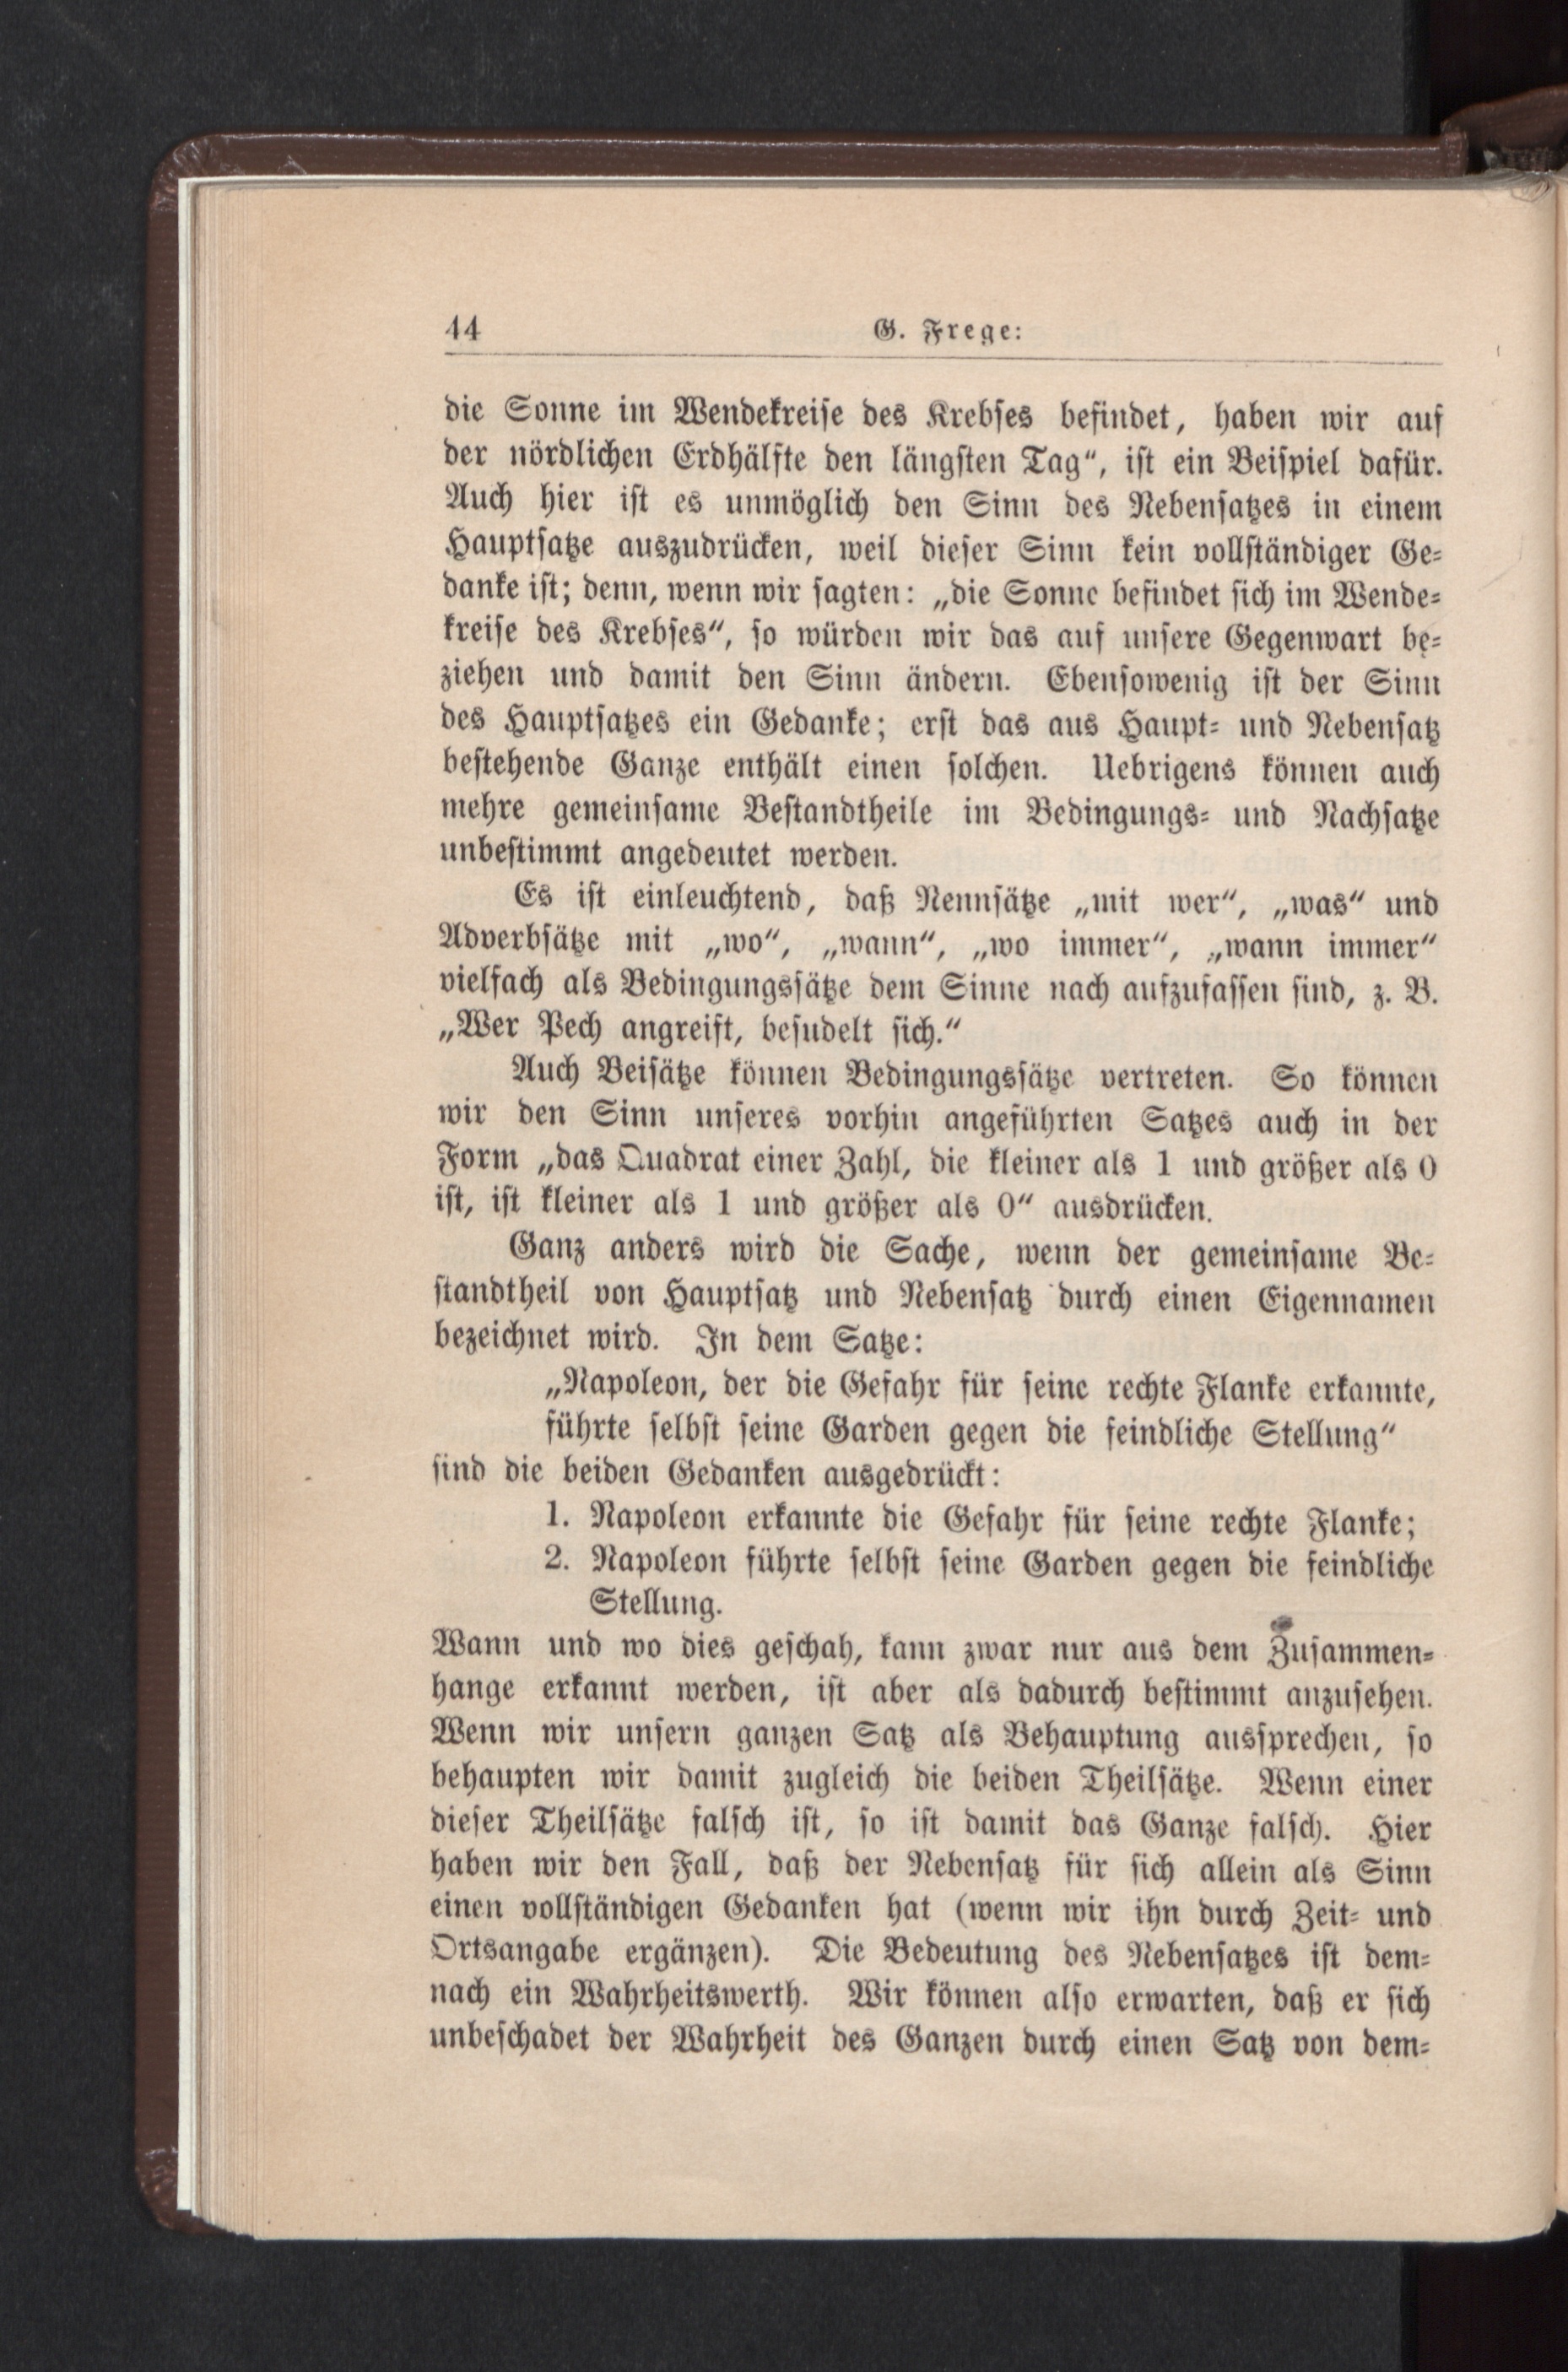 44 G. Frege:
die Sonne im Wendekreise des Krebses befindet, haben wir auf
der nördlichen Erdhälfte den längsten Tag“, ist ein Beispiel dafür.
Auch hier ist es unmöglich den Sinn des Nebensatzes in einem
Hauptsatze auszudrücken, weil dieser Sinn kein vollständiger Ge-
danke ist; denn, wenn wir sagten: „die Sonne befindet sich im Wende-
kreise des Krebses“, so würden wir das auf unsere Gegenwart be-
ziehen und damit den Sinn ändern. Ebensowenig ist der Sinn
des Hauptsatzes ein Gedanke; erst das aus Haupt- und Nebensatz
bestehende Ganze enthält einen solchen. Uebrigens können auch
mehre gemeinsame Bestandtheile im Bedingungs- und Nachsatze
unbestimmt angedeutet werden.
Es ist einleuchtend, daß Nennsätze „mit wer“, „was“ und
Adverbsätze mit „wo“, „wann“, „wo immer“, „wann immer“
vielfach als Bedingungssätze dem Sinne nach aufzufassen sind, z. B.
„Wer Pech angreift, besudelt sich.“
Auch Beisätze können Bedingungssätze vertreten. So können
wir den Sinn unseres vorhin angeführten Satzes auch in der
Form „das Quadrat einer Zahl, die kleiner als 1 und größer als 0
ist, ist kleiner als 1 und größer als 0“ ausdrücken.
Ganz anders wird die Sache, wenn der gemeinsame Be-
standtheil von Hauptsatz und Nebensatz durch einen Eigennamen
bezeichnet wird. In dem Satze:
„Napoleon, der die Gefahr für seine rechte Flanke erkannte,
führte selbst seine Garden gegen die feindliche Stellung“
sind die beiden Gedanken ausgedrückt:
1. Napoleon erkannte die Gefahr für seine rechte Flanke;
2. Napoleon führte selbst seine Garden gegen die feindliche
Stellung.
Wann und wo dies geschah, kann zwar nur aus dem Zusammen-
hange erkannt werden, ist aber als dadurch bestimmt anzusehen.
Wenn wir unsern ganzen Satz als Behauptung aussprechen, so
behaupten wir damit zugleich die beiden Theilsätze. Wenn einer
dieser Theilsätze falsch ist, so ist damit das Ganze falsch. Hier
haben wir den Fall, daß der Nebensatz für sich allein als Sinn
einen vollständigen Gedanken hat (wenn wir ihn durch Zeit- und
Ortsangabe ergänzen). Die Bedeutung des Nebensatzes ist dem-
nach ein Wahrheitswerth. Wir können also erwarten, daß er sich
unbeschadet der Wahrheit des Ganzen durch einen Satz von dem-